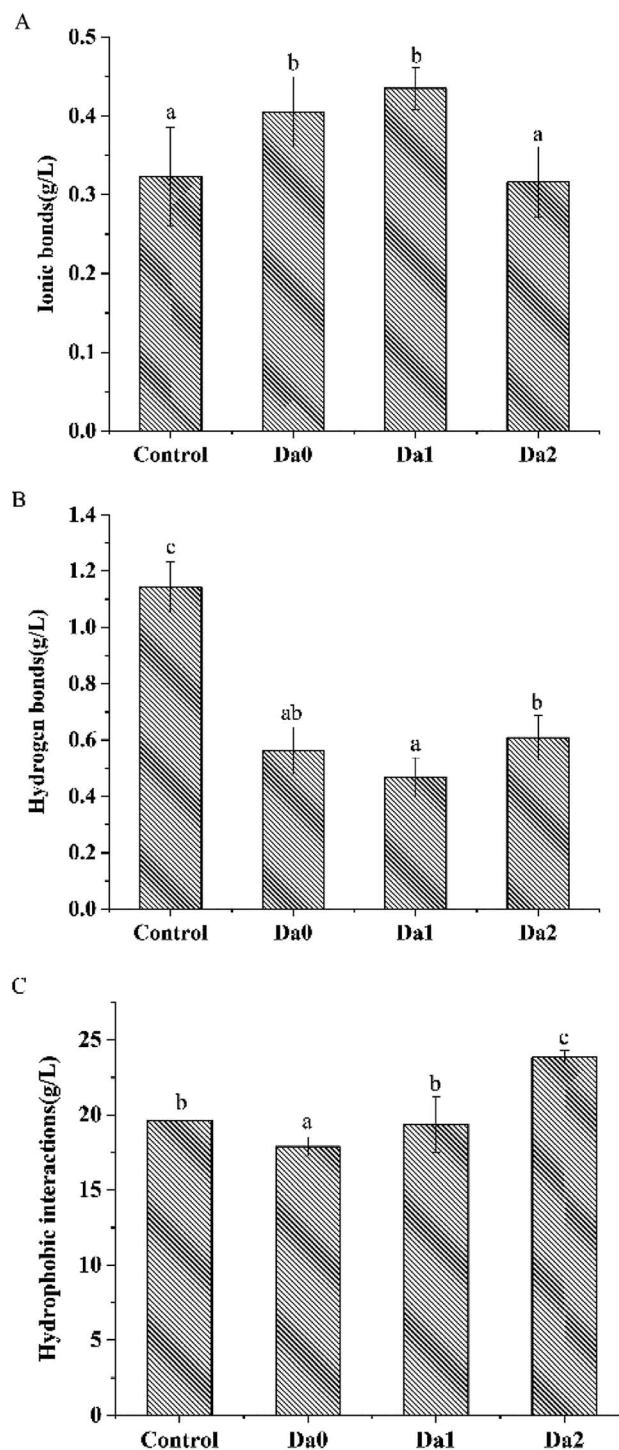 A
Ionic bonds(g/L)
0.5
0.4
0.3
0.2
0.1
0.0
a
b
b
a
Control Da0 Da1 Da2
B
Hydrogen bonds(g/L)
1.4
1.2
1.0
0.8
0.6
0.4
0.2
0.0
c
ab
a
b
Control Da0 Da1 Da2
C
Hydrophobic interactions(g/L)
25
20
15
10
5
0
b
a
b
c
Control Da0 Da1 Da2